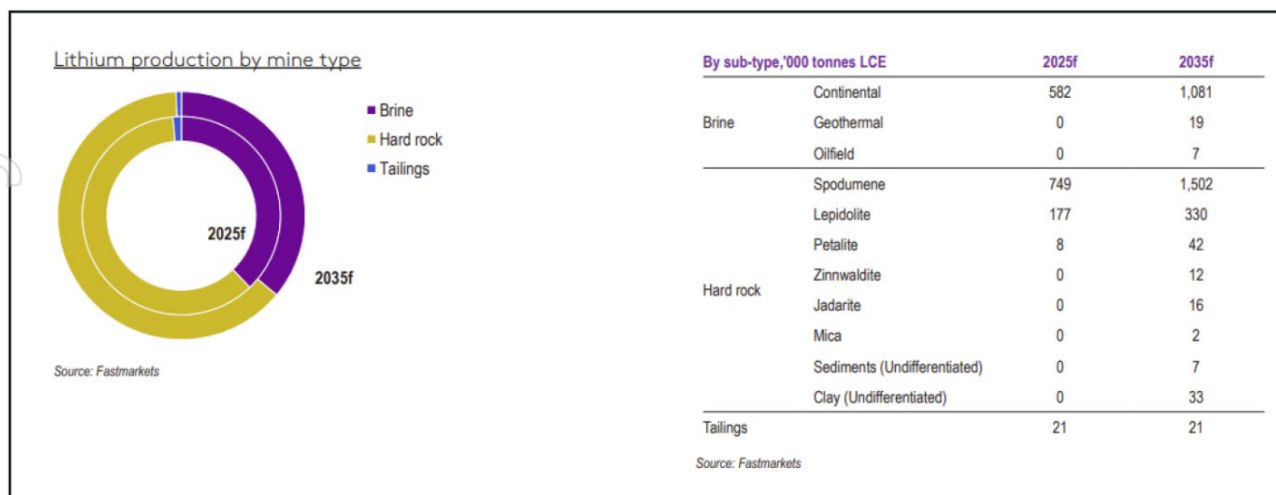 Lithium production by mine type
Brine
Hard rock
Tailings
2025f
2035f
Source: Fastmarkets
By sub-type,'000 tonnes LCE 2025f 2035f
Brine
Continental 582 1,081
Geothermal 0 19
Oilfield 0 7
Hard rock
Spodumene 749 1,502
Lepidolite 177 330
Petalite 8 42
Zinnwaldite 0 12
Jadarite 0 16
Mica 0 2
Sediments (Undifferentiated) 0 7
Clay (Undifferentiated) 0 33
Tailings 21 21
Source: Fastmarkets